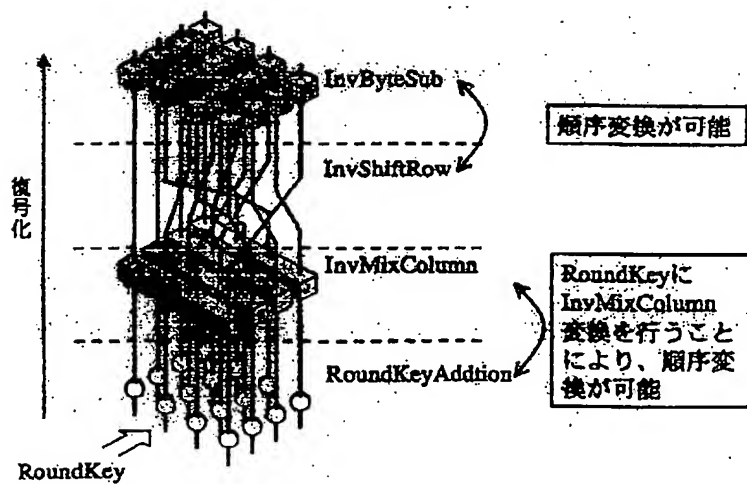 InvByteSub
順序変換が可能
InvShiftRow
復号化
InvMixColumn
RoundKeyに
InvMixColumn
変換を行うこと
により、順序変
換が可能
RoundKeyAddtion
RoundKey